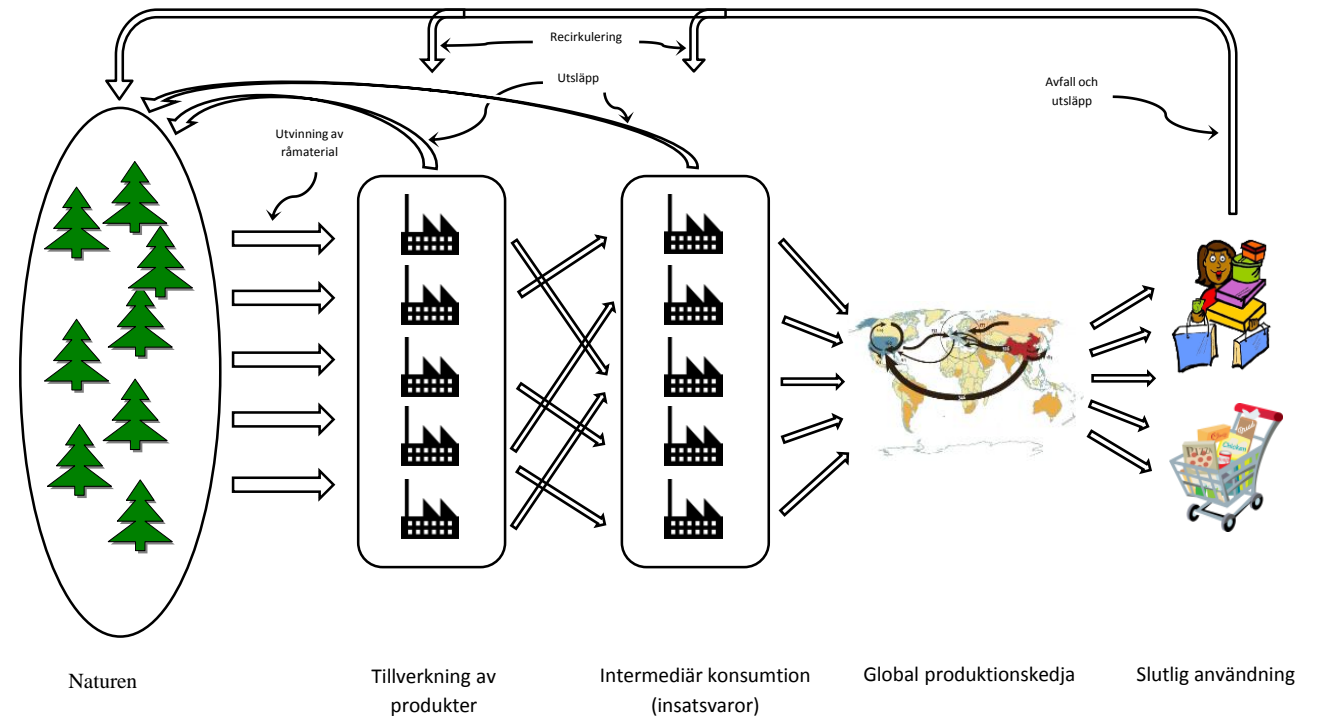 Recirkulering
Utsläpp
Avfall och
utsläpp
Utvinning av
råmaterial
Naturen
Tillverkning av
produkter
Intermediär konsumtion
(insatsvaror)
Global produktionskedja
Slutlig användning